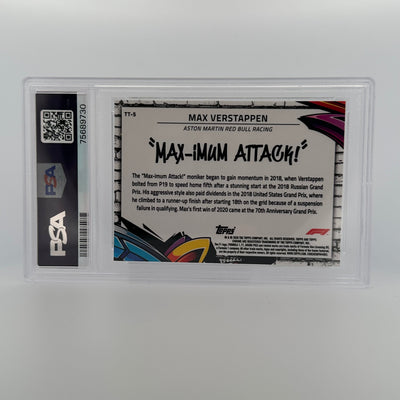 TT-5
MAX VERSTAPPEN
ASTON MARTIN RED BULL RACING
"MAX-IMUM ATTACK!"
The "Max-imum Attack!" moniker began to gain momentum in 2018, when Verstappen
bolted from P19 to speed home fifth after a stunning start at the 2018 Russian Grand
Prix. His aggressive style also paid dividends in the 2018 United States Grand Prix, where
he climbed to a runner-up finish after starting 18th on the grid because of a suspension
failure in qualifying. Max's first win of 2020 came at the 70th Anniversary Grand Prix.
Topps
F1
PSA
75689730